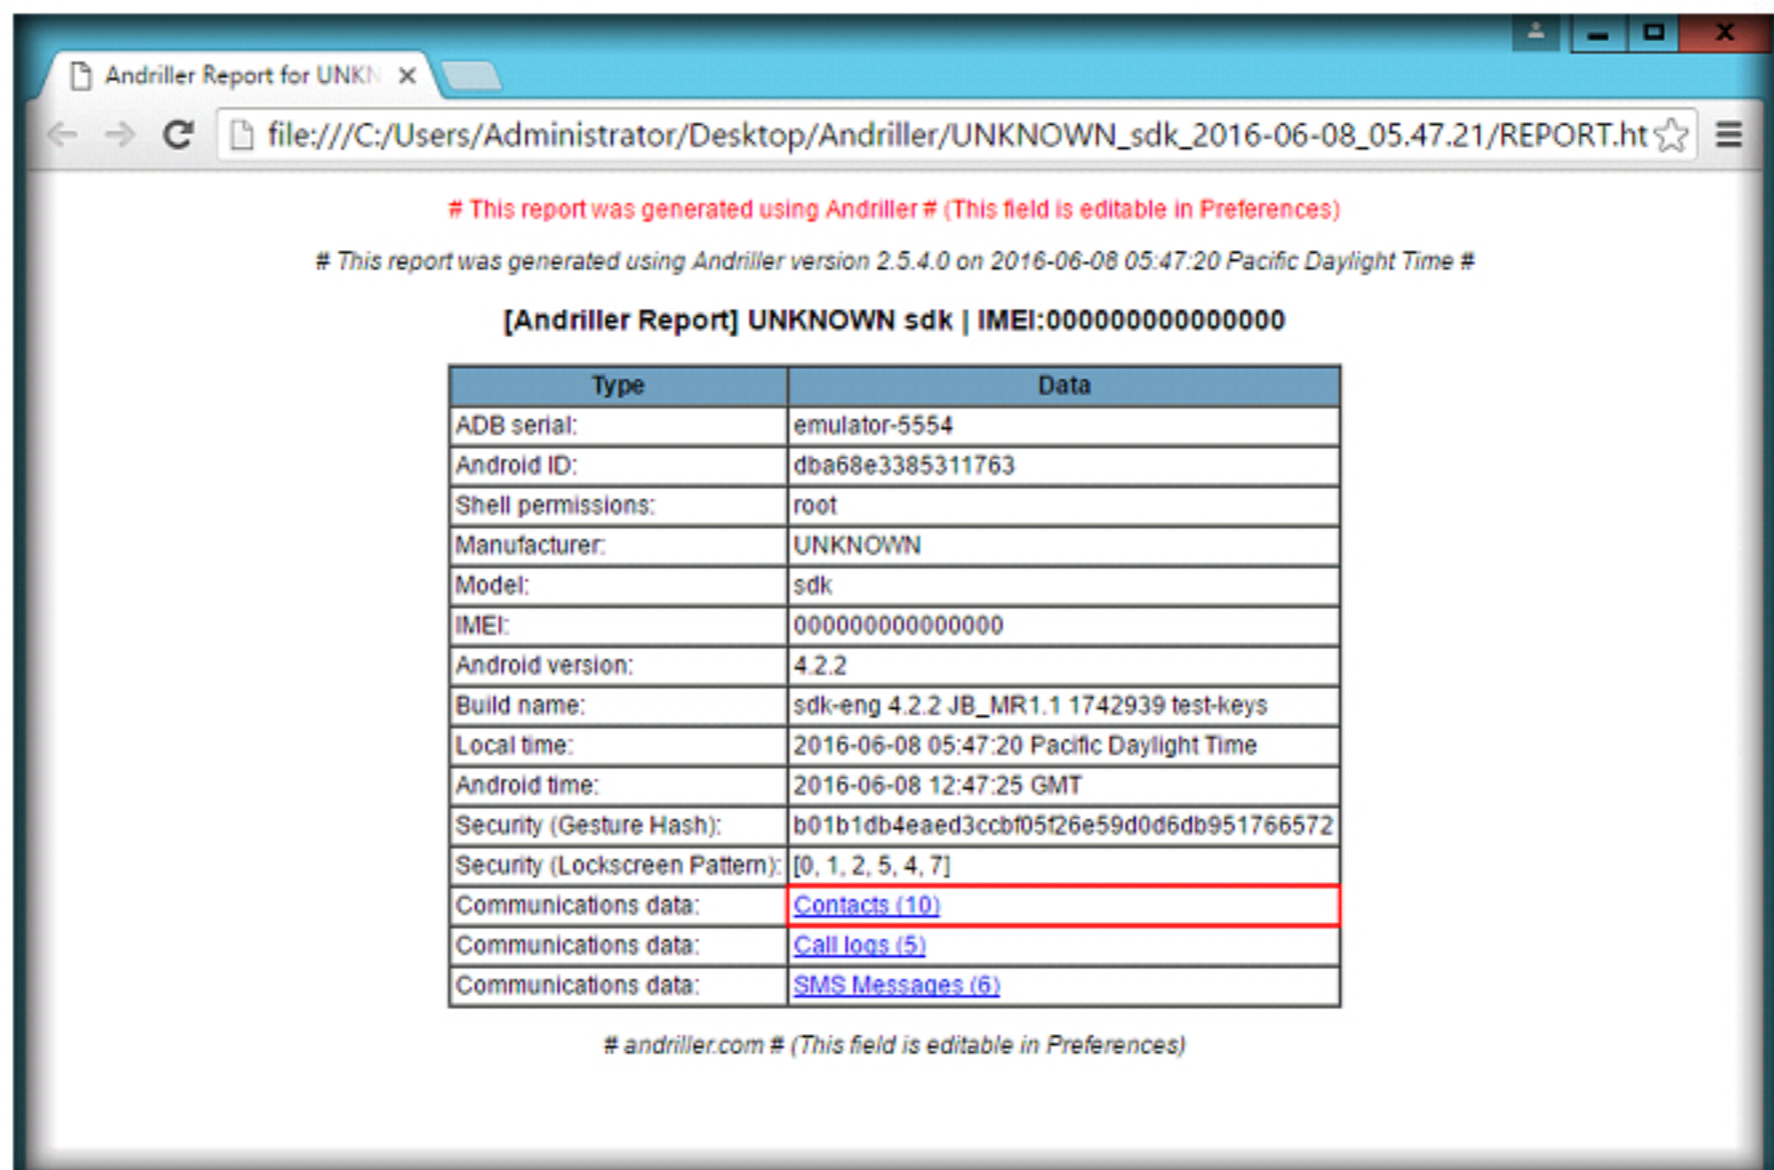 Andriller Report for UNKN
file:///C:/Users/Administrator/Desktop/Andriller/UNKNOWN_sdk_2016-06-08_05.47.21/REPORT.ht
# This report was generated using Andriller # (This field is editable in Preferences)
# This report was generated using Andriller version 2.5.4.0 on 2016-06-08 05:47:20 Pacific Daylight Time #
[Andriller Report] UNKNOWN sdk | IMEI:000000000000000
Type Data
ADB serial: emulator-5554
Android ID: dba68e3385311763
Shell permissions: root
Manufacturer: UNKNOWN
Model: sdk
IMEI: 000000000000000
Android version: 4.2.2
Build name: sdk-eng 4.2.2 JB_MR1.1 1742939 test-keys
Local time: 2016-06-08 05:47:20 Pacific Daylight Time
Android time: 2016-06-08 12:47:25 GMT
Security (Gesture Hash): b01b1db4eaed3ccbf05f26e59d0d6db951766572
Security (Lockscreen Pattern): [0, 1, 2, 5, 4, 7]
Communications data: Contacts (10)
Communications data: Call logs (5)
Communications data: SMS Messages (6)
# andriller.com # (This field is editable in Preferences)